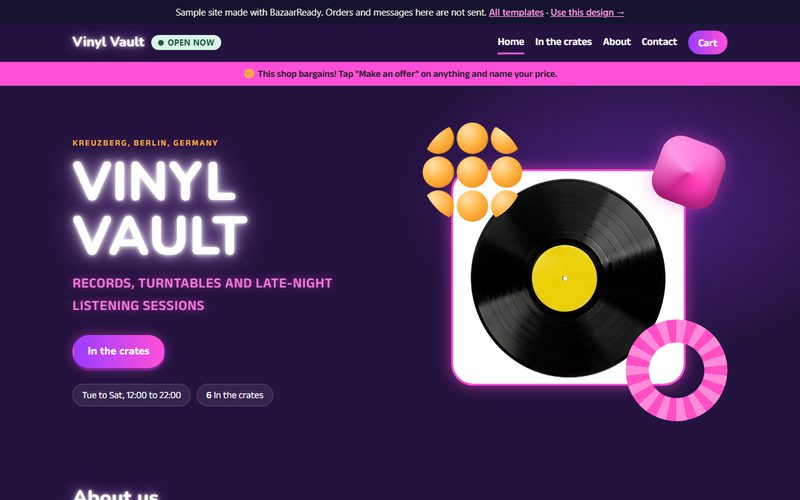 Sample site made with BazaarReady. Orders and messages here are not sent. All templates · Use this design →
Vinyl Vault
OPEN NOW
Home
In the crates
About
Contact
Cart
This shop bargains! Tap "Make an offer" on anything and name your price.
KREUZBERG, BERLIN, GERMANY
VINYL
VAULT
RECORDS, TURNTABLES AND LATE-NIGHT
LISTENING SESSIONS
In the crates
Tue to Sat, 12:00 to 22:00
6 In the crates
About us